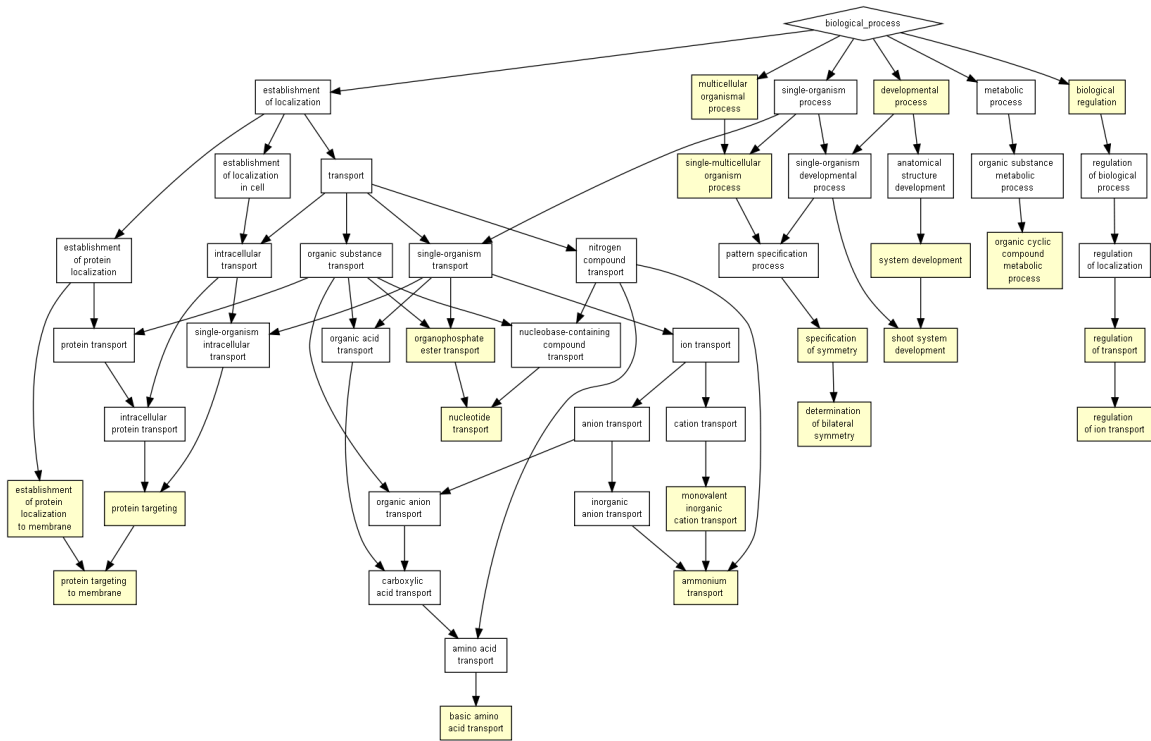 biological_process
establishment
of localization
multicellular
organismal
process
single-organism
process
developmental
process
metabolic
process
biological
regulation
establishment
of localization
in cell
transport
single-multicellular
organism
process
single-organism
developmental
process
anatomical
structure
development
organic substance
metabolic process
regulation
of biological
process
establishment
of protein
localization
intracellular
transport
organic substance
transport
single-organism
transport
nitrogen
compound
transport
pattern specification
process
system development
organic cyclic
compound
metabolic
process
regulation
of localization
protein transport
single-organism
intracellular
transport
organic acid
transport
organophosphate
ester transport
nucleobase-containing
compound
transport
ion transport
specification
of symmetry
shoot system
development
regulation
of transport
intracellular
protein transport
nucleotide
transport
anion transport
cation transport
determination
of bilateral
symmetry
regulation
of ion transport
establishment
of protein
localization
to membrane
protein targeting
organic anion
transport
inorganic
anion transport
monovalent
inorganic
cation transport
protein targeting
to membrane
carboxylic
acid transport
ammonium
transport
amino acid
transport
basic amino
acid transport